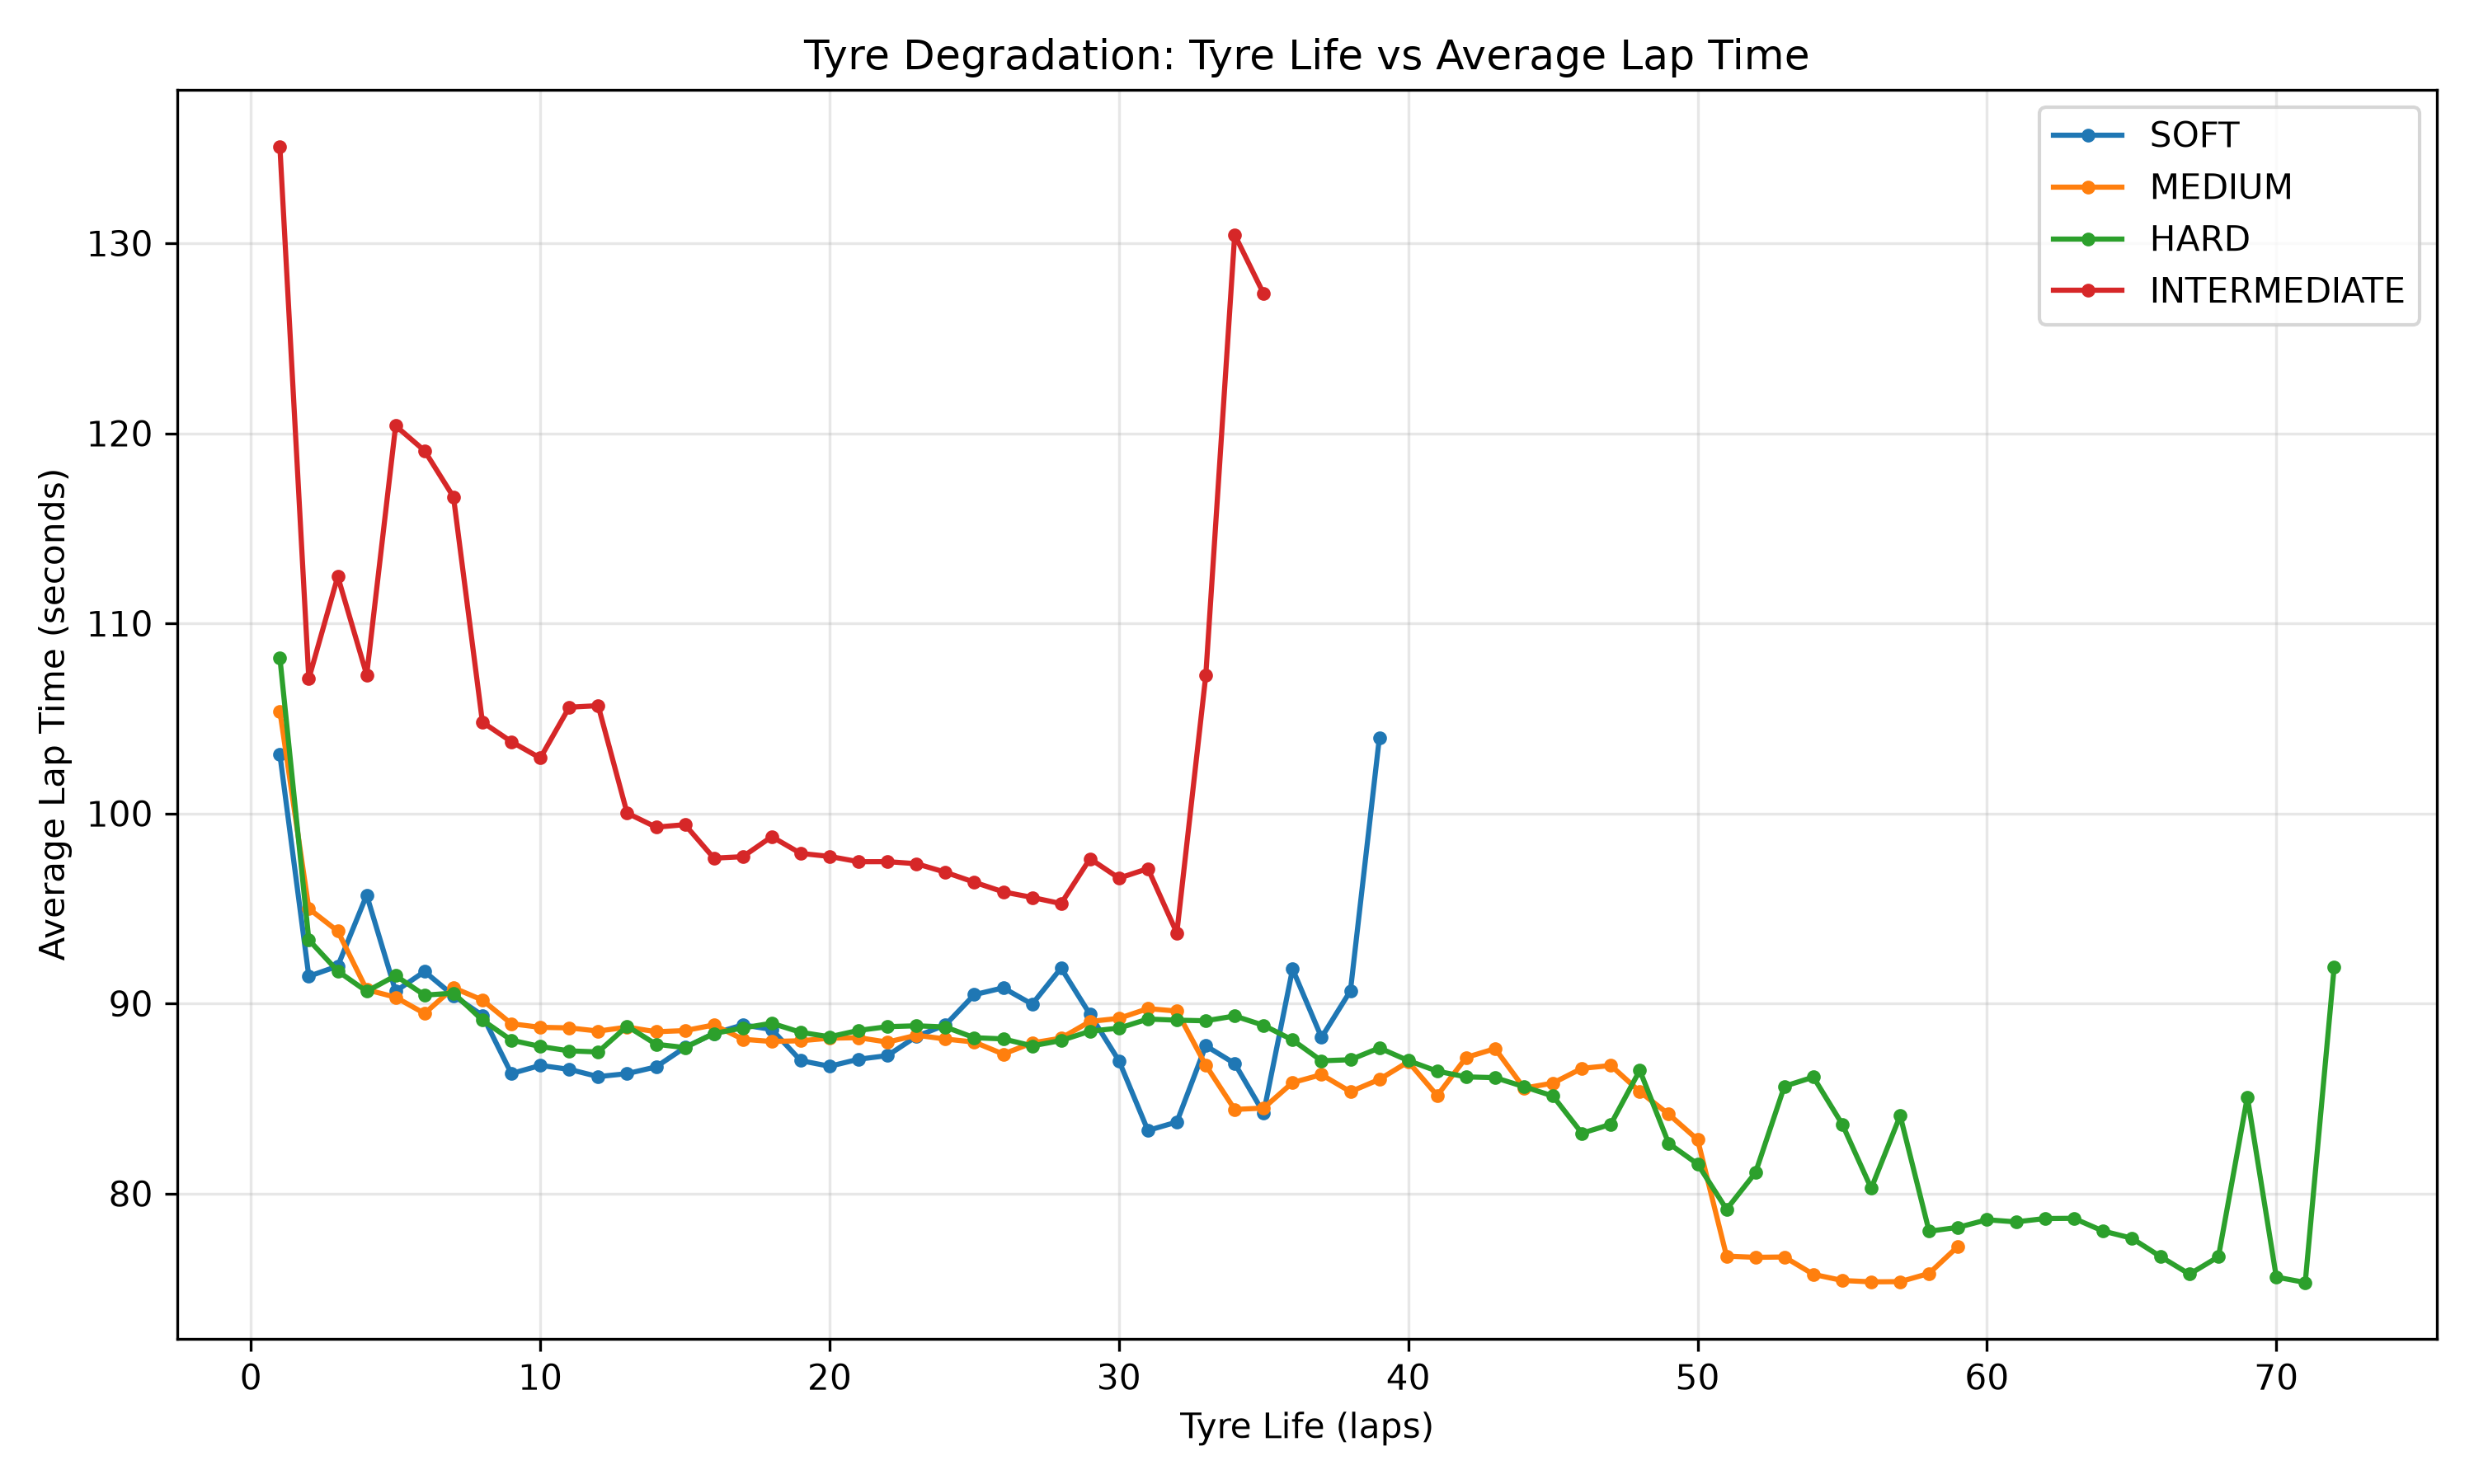 Tyre Degradation: Tyre Life vs Average Lap Time
SOFT
MEDIUM
HARD
INTERMEDIATE
Average Lap Time (seconds)
130
120
110
100
90
80
0 10 20 30 40 50 60 70
Tyre Life (laps)